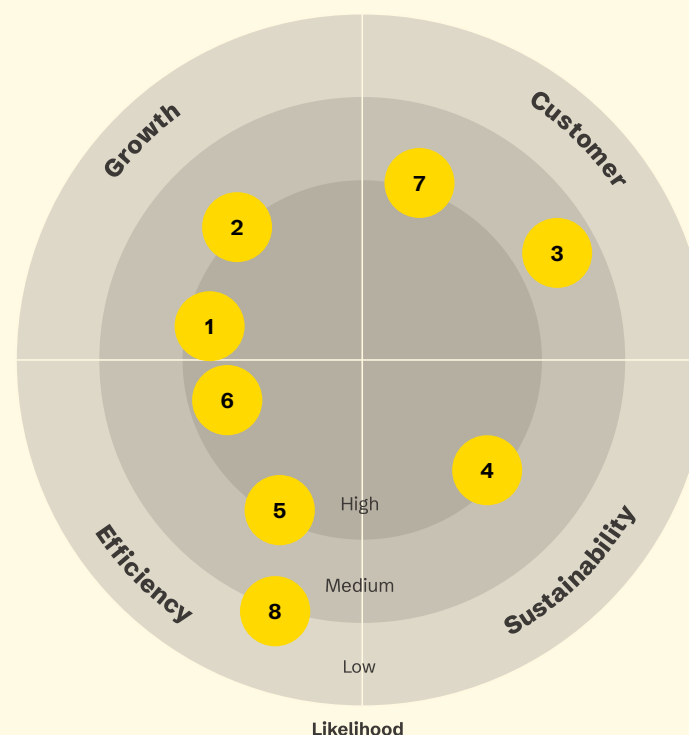 Growth
Customer
7
2
3
1
6
4
5
High
Efficiency
Sustainability
Medium
8
Low
Likelihood